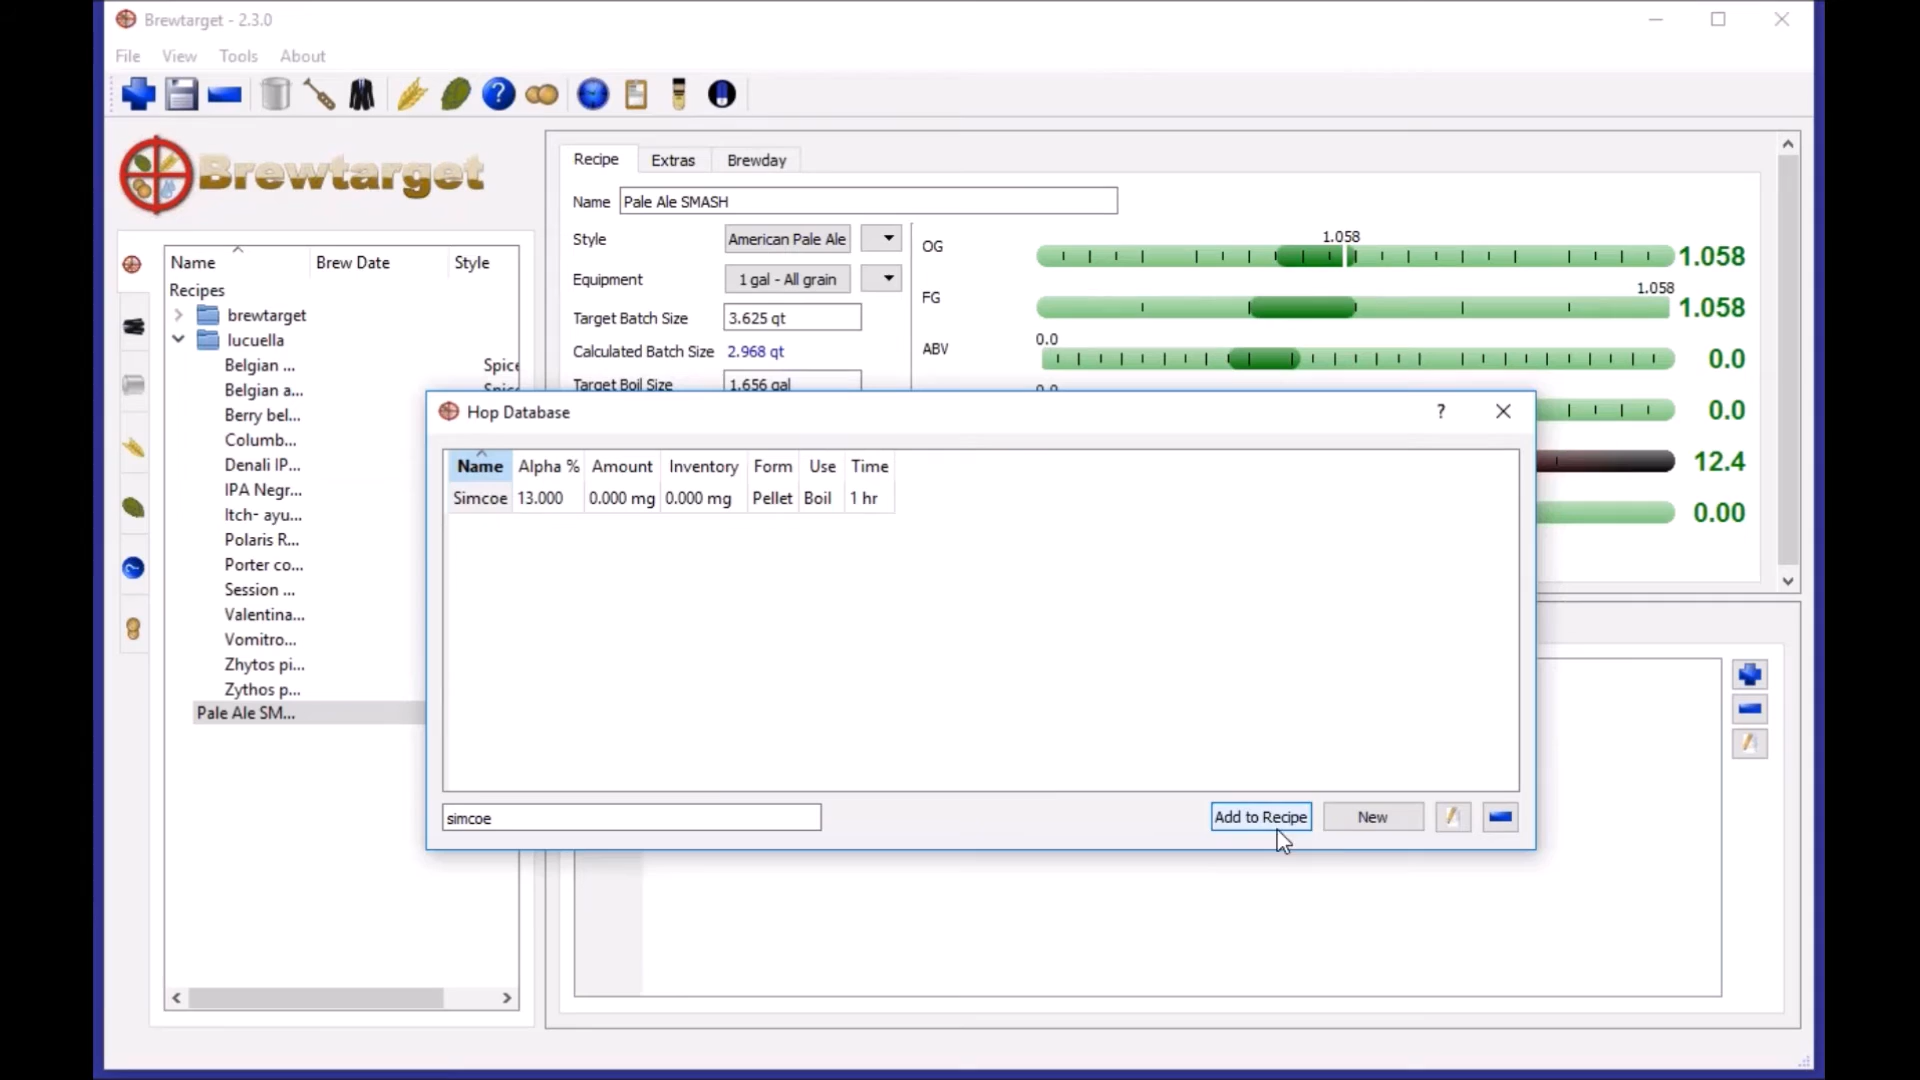 Brewtarget - 2.3.0
File View Tools About
Brewtarget
Name Brew Date Style
Recipes
brewtarget
lucuella
Belgian ... Spice
Belgian a...
Berry bel...
Columb...
Denali IP...
IPA Negr...
Itch- ayu...
Polaris R...
Porter co...
Session ...
Valentina...
Vomitro...
Zhytos pi...
Zythos p...
Pale Ale SM...
Recipe Extras Brewday
Name Pale Ale SMASH
Style American Pale Ale
Equipment 1 gal - All grain
Target Batch Size 3.625 qt
Calculated Batch Size 2.968 qt
Target Boil Size 1.656 gal
1.058
OG 1.058
1.058
FG 1.058
0.0
ABV 0.0
0.0
12.4
0.00
Hop Database ?
Name Alpha % Amount Inventory Form Use Time
Simcoe 13.000 0.000 mg 0.000 mg Pellet Boil 1 hr
simcoe
Add to Recipe New